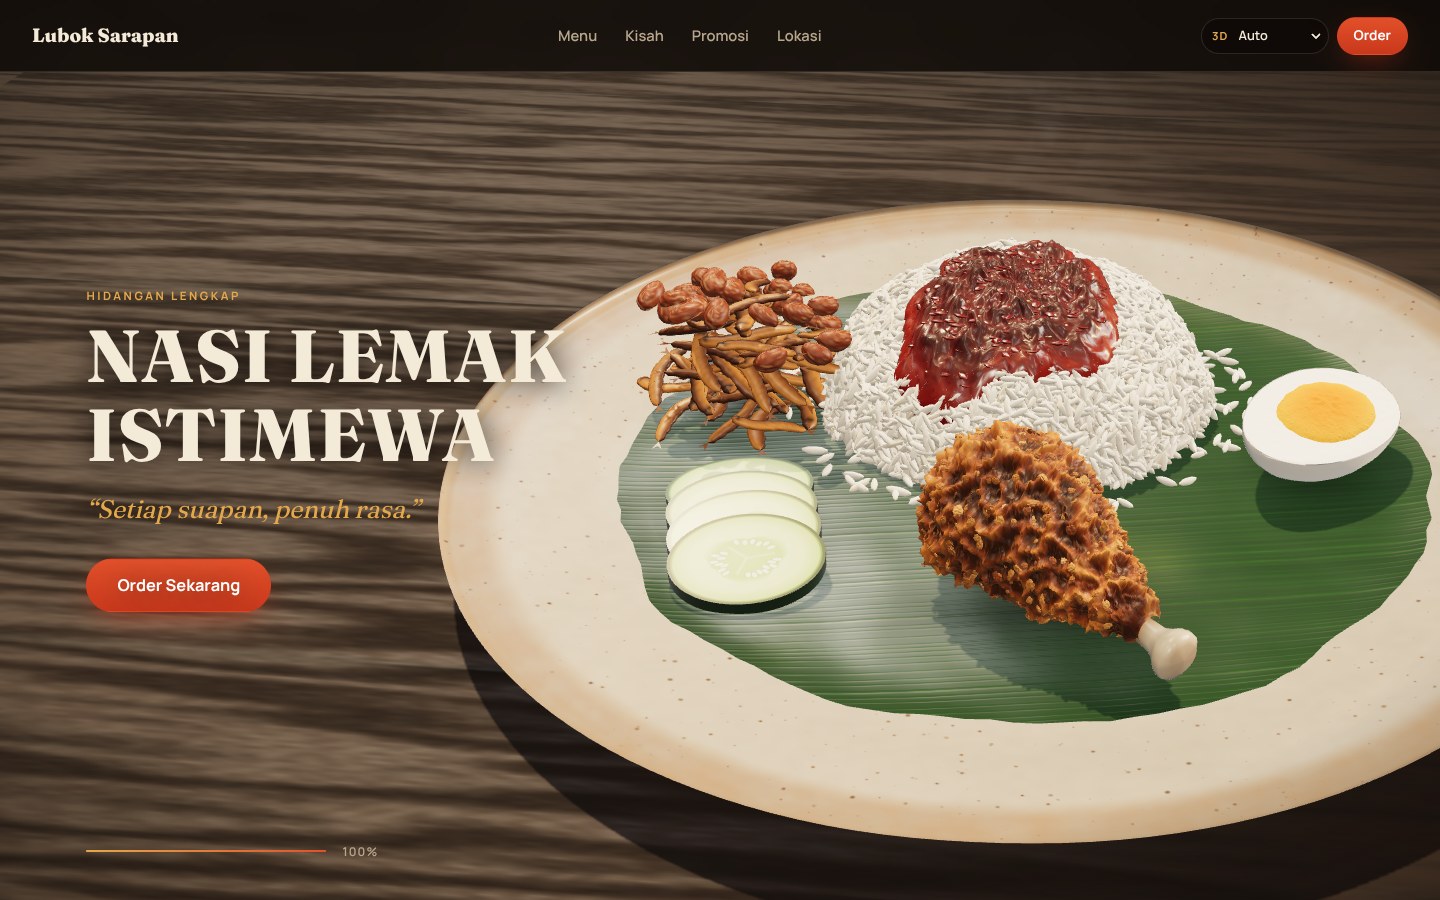 Lubok Sarapan
Menu
Kisah
Promosi
Lokasi
3D Auto
Order
HIDANGAN LENGKAP
NASI LEMAK
ISTIMEWA
“Setiap suapan, penuh rasa.”
Order Sekarang
100%